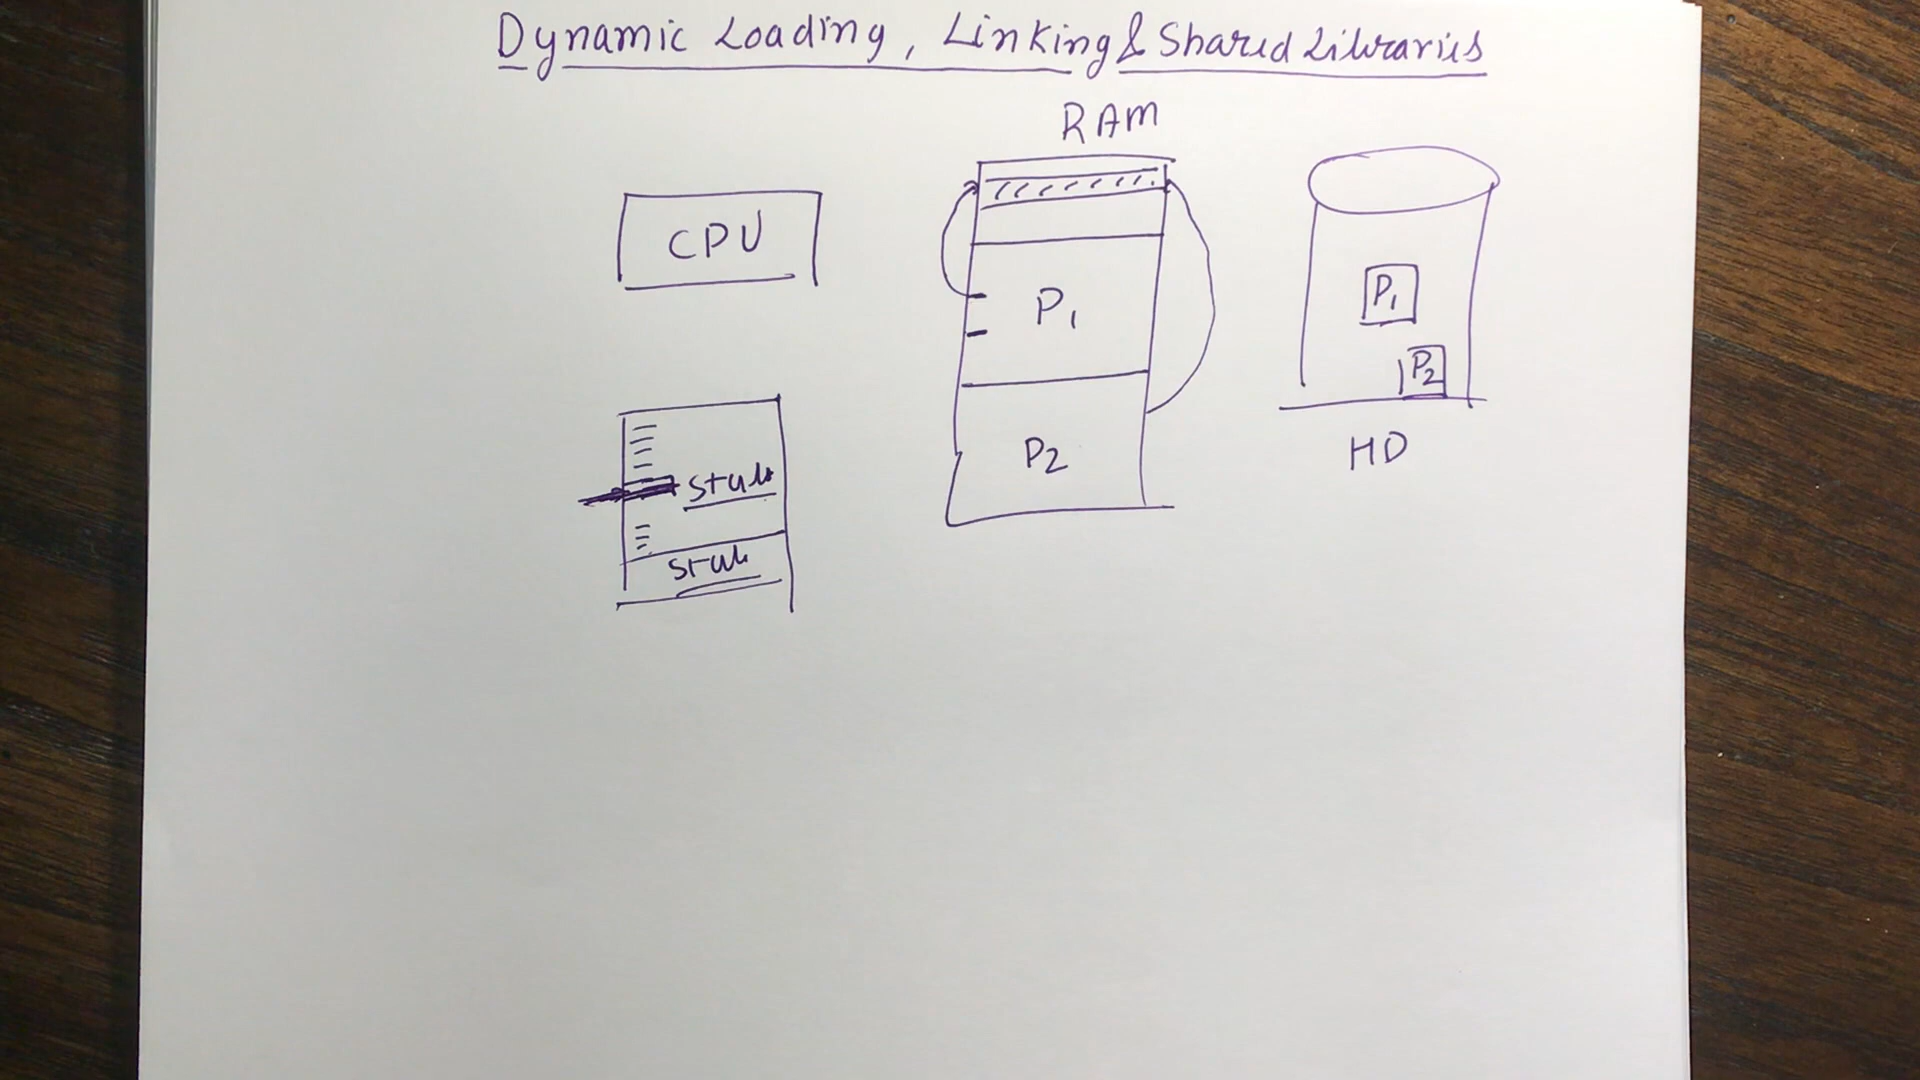 Dynamic Loading, Linking & Shared Libraries
RAM
CPU
P1
P1
P2
P2
HD
stub
stub